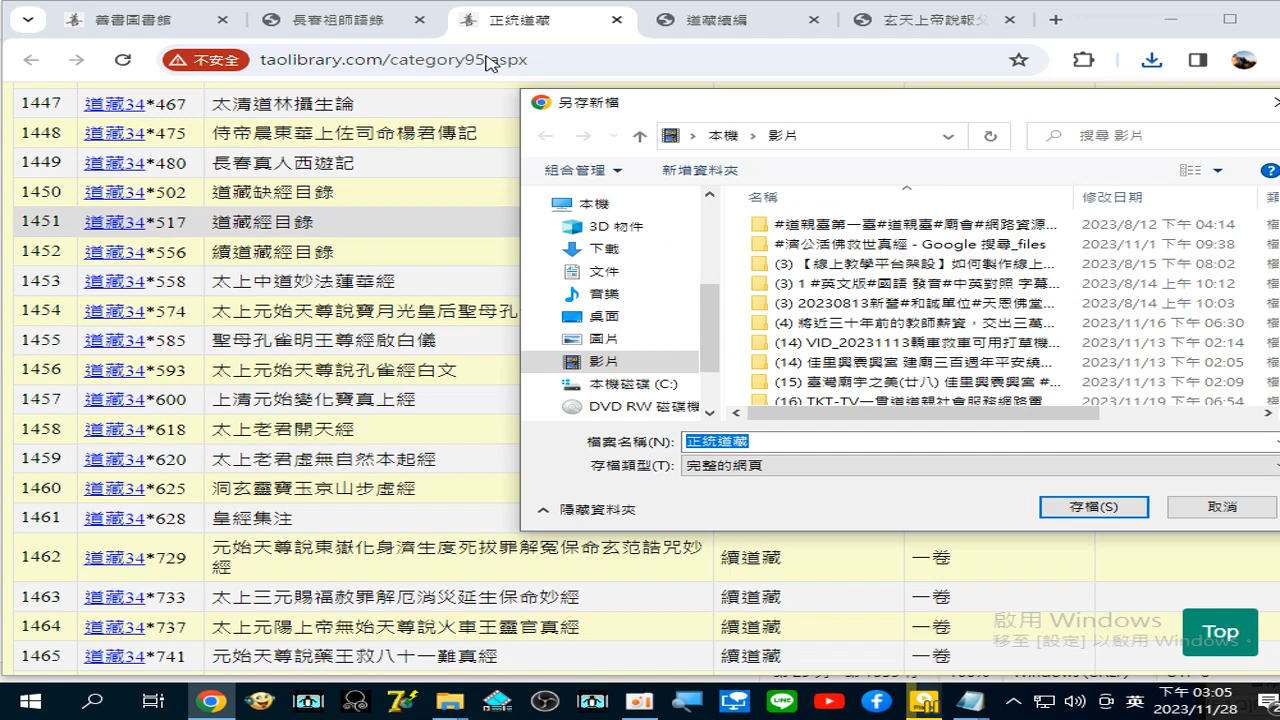 善書圖書館
長春祖師語錄
正統道藏
道藏續編
玄天上帝說報父
不安全
taolibrary.com/category95.aspx
1447 道藏34*467 太清道林攝生論
1448 道藏34*475 侍帝晨東華上佐司命楊君傳記
1449 道藏34*480 長春真人西遊記
1450 道藏34*502 道藏缺經目錄
1451 道藏34*517 道藏經目錄
1452 道藏34*556 續道藏經目錄
1453 道藏34*558 太上中道妙法蓮華經
1454 道藏34*574 太上元始天尊說寶月光皇后聖母孔
1455 道藏34*585 聖母孔雀明王尊經啟白儀
1456 道藏34*593 太上元始天尊說孔雀經白文
1457 道藏34*600 上清元始變化寶真上經
1458 道藏34*618 太上老君開天經
1459 道藏34*620 太上老君虛無自然本起經
1460 道藏34*625 洞玄靈寶玉京山步虛經
1461 道藏34*628 皇經集注
1462 道藏34*729 元始天尊說東嶽化身濟生度死拔罪解冤保命玄范誥咒妙經 續道藏 一卷
1463 道藏34*733 太上三元賜福赦罪解厄消災延生保命妙經 續道藏 一卷
1464 道藏34*737 太上元陽上帝無始天尊說火車王靈官真經 續道藏 一卷
1465 道藏34*741 元始天尊說藥王救八十一難真經 續道藏 一卷
另存新檔
本機 › 影片
搜尋 影片
組合管理
新增資料夾
本機
3D 物件
下載
文件
音樂
桌面
圖片
影片
本機磁碟 (C:)
DVD RW 磁碟機
名稱 修改日期 類
#道親臺第一臺#道親臺#廟會#網路資源... 2023/8/12 下午 04:14
#濟公活佛救世真經 - Google 搜尋_files 2023/11/1 下午 09:38
(3) 【線上教學平台架設】如何製作線上... 2023/8/15 下午 08:02
(3) 1 #英文版#國語 發音#中英對照 字幕... 2023/8/14 上午 10:12
(3) 20230813新營#和誠單位#天恩佛堂... 2023/8/14 上午 10:03
(4) 將近三十年前的教師薪資，交出三萬... 2023/11/16 下午 06:30
(14) VID_20231113轎車救車可用打草機... 2023/11/13 下午 02:14
(14) 佳里興震興宮 建廟三百週年平安繞... 2023/11/13 下午 02:05
(15) 臺灣廟宇之美(廿八) 佳里興震興宮 #... 2023/11/13 下午 02:09
(16) TKT-TV一貫道道親社會服務網路電 2023/11/19 下午 06:54
檔案名稱(N): 正統道藏
存檔類型(T): 完整的網頁
隱藏資料夾
存檔(S)
取消
啟用 Windows
移至 [設定] 以啟用 Windows。
Top
英
下午 03:05
2023/11/28